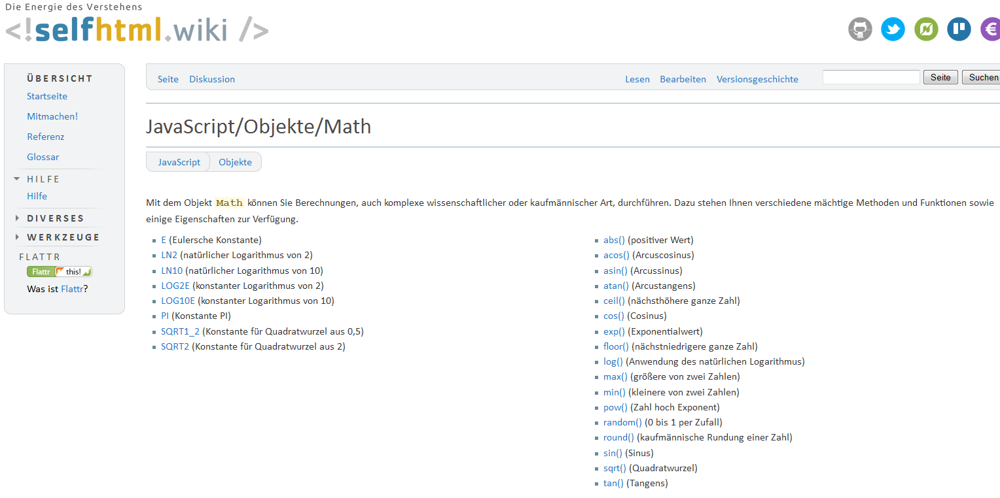 Die Energie des Verstehens
<!selfhtml.wiki />
ÜBERSICHT
Startseite
Mitmachen!
Referenz
Glossar
HILFE
Hilfe
DIVERSES
WERKZEUGE
FLATTR
Flattr this!
Was ist Flattr?
Seite Diskussion Lesen Bearbeiten Versionsgeschichte Seite Suchen
JavaScript/Objekte/Math
JavaScript Objekte
Mit dem Objekt Math können Sie Berechnungen, auch komplexe wissenschaftlicher oder kaufmännischer Art, durchführen. Dazu stehen Ihnen verschiedene mächtige Methoden und Funktionen sowie
einige Eigenschaften zur Verfügung.
E (Eulersche Konstante)
LN2 (natürlicher Logarithmus von 2)
LN10 (natürlicher Logarithmus von 10)
LOG2E (konstanter Logarithmus von 2)
LOG10E (konstanter Logarithmus von 10)
PI (Konstante PI)
SQRT1_2 (Konstante für Quadratwurzel aus 0,5)
SQRT2 (Konstante für Quadratwurzel aus 2)
abs() (positiver Wert)
acos() (Arcuscosinus)
asin() (Arcussinus)
atan() (Arcustangens)
ceil() (nächsthöhere ganze Zahl)
cos() (Cosinus)
exp() (Exponentialwert)
floor() (nächstniedrigere ganze Zahl)
log() (Anwendung des natürlichen Logarithmus)
max() (größere von zwei Zahlen)
min() (kleinere von zwei Zahlen)
pow() (Zahl hoch Exponent)
random() (0 bis 1 per Zufall)
round() (kaufmännische Rundung einer Zahl)
sin() (Sinus)
sqrt() (Quadratwurzel)
tan() (Tangens)